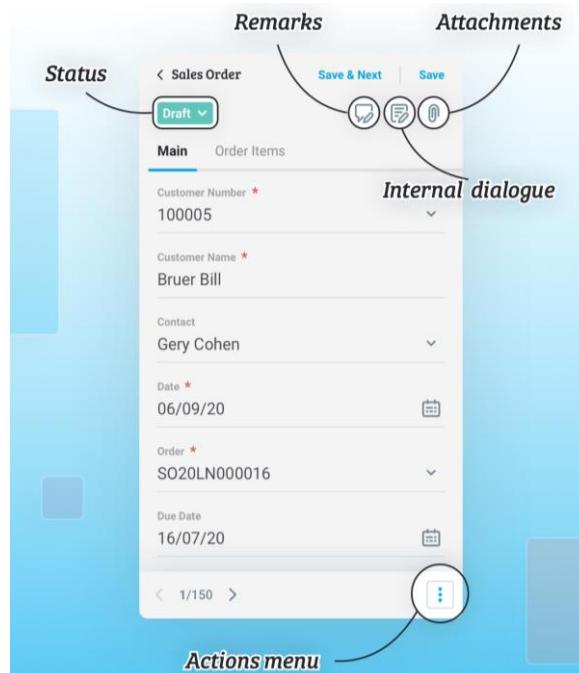 Remarks
Attachments
Status
Sales Order
Save & Next
Save
Draft
Main
Order Items
Internal dialogue
Customer Number *
100005
Customer Name *
Bruer Bill
Contact
Gery Cohen
Date *
06/09/20
Order *
SO20LN000016
Due Date
16/07/20
1/150
Actions menu